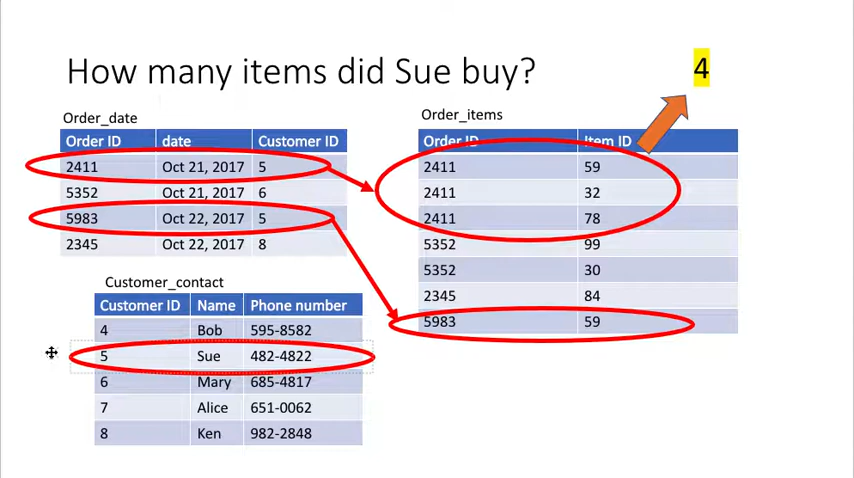 How many items did Sue buy?
4
Order_date
Order ID date Customer ID
2411 Oct 21, 2017 5
5352 Oct 21, 2017 6
5983 Oct 22, 2017 5
2345 Oct 22, 2017 8
Order_items
Order ID Item ID
2411 59
2411 32
2411 78
5352 99
5352 30
2345 84
5983 59
Customer_contact
Customer ID Name Phone number
4 Bob 595-8582
5 Sue 482-4822
6 Mary 685-4817
7 Alice 651-0062
8 Ken 982-2848